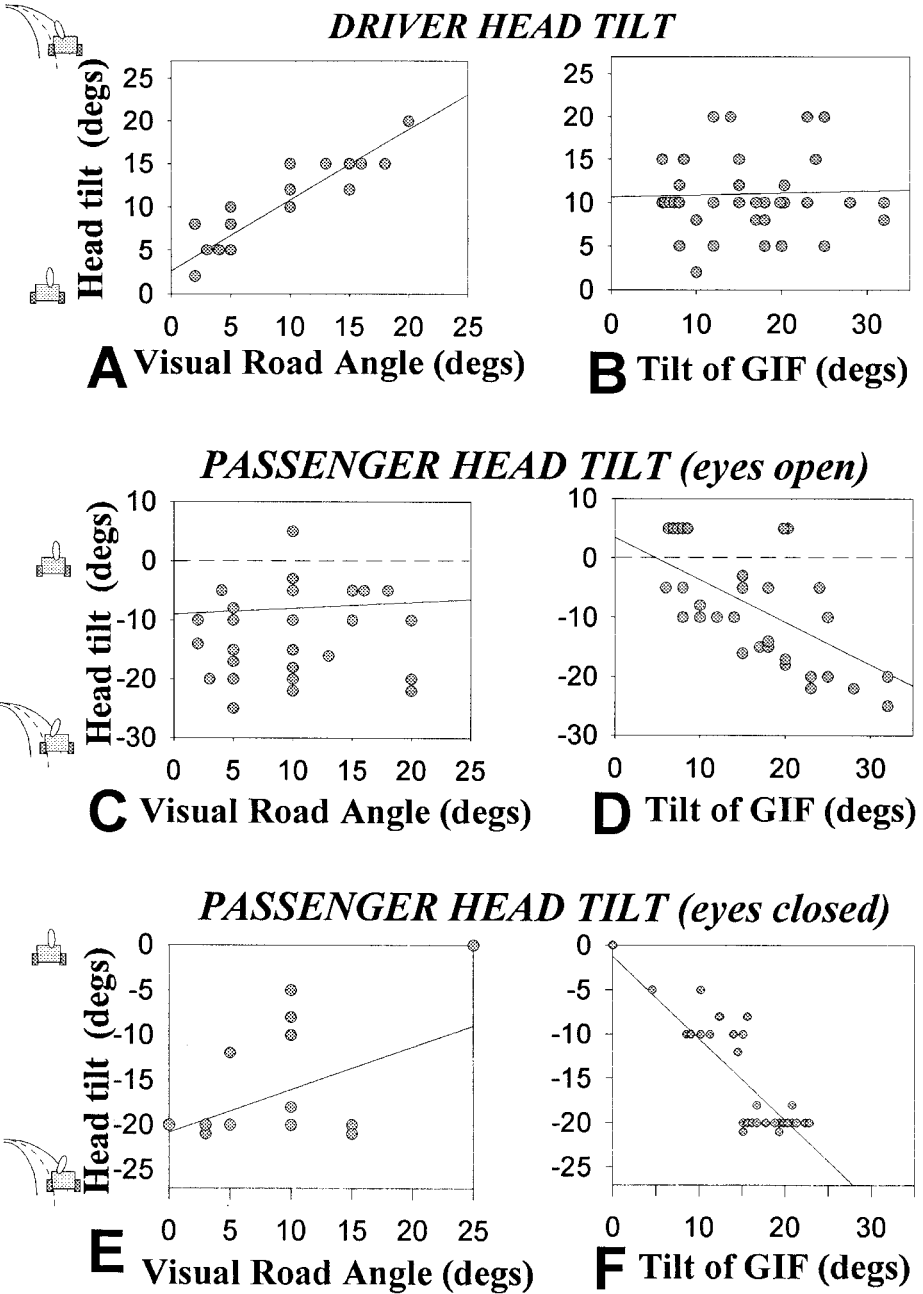 DRIVER HEAD TILT
Head tilt (degs)
25
20
15
10
5
0
0 5 10 15 20 25
A Visual Road Angle (degs)
25
20
15
10
5
0
0 10 20 30
B Tilt of GIF (degs)
PASSENGER HEAD TILT (eyes open)
Head tilt (degs)
10
0
-10
-20
-30
0 5 10 15 20 25
C Visual Road Angle (degs)
10
0
-10
-20
-30
0 10 20 30
D Tilt of GIF (degs)
PASSENGER HEAD TILT (eyes closed)
Head tilt (degs)
0
-5
-10
-15
-20
-25
0 5 10 15 20 25
E Visual Road Angle (degs)
0
-5
-10
-15
-20
-25
0 10 20 30
F Tilt of GIF (degs)